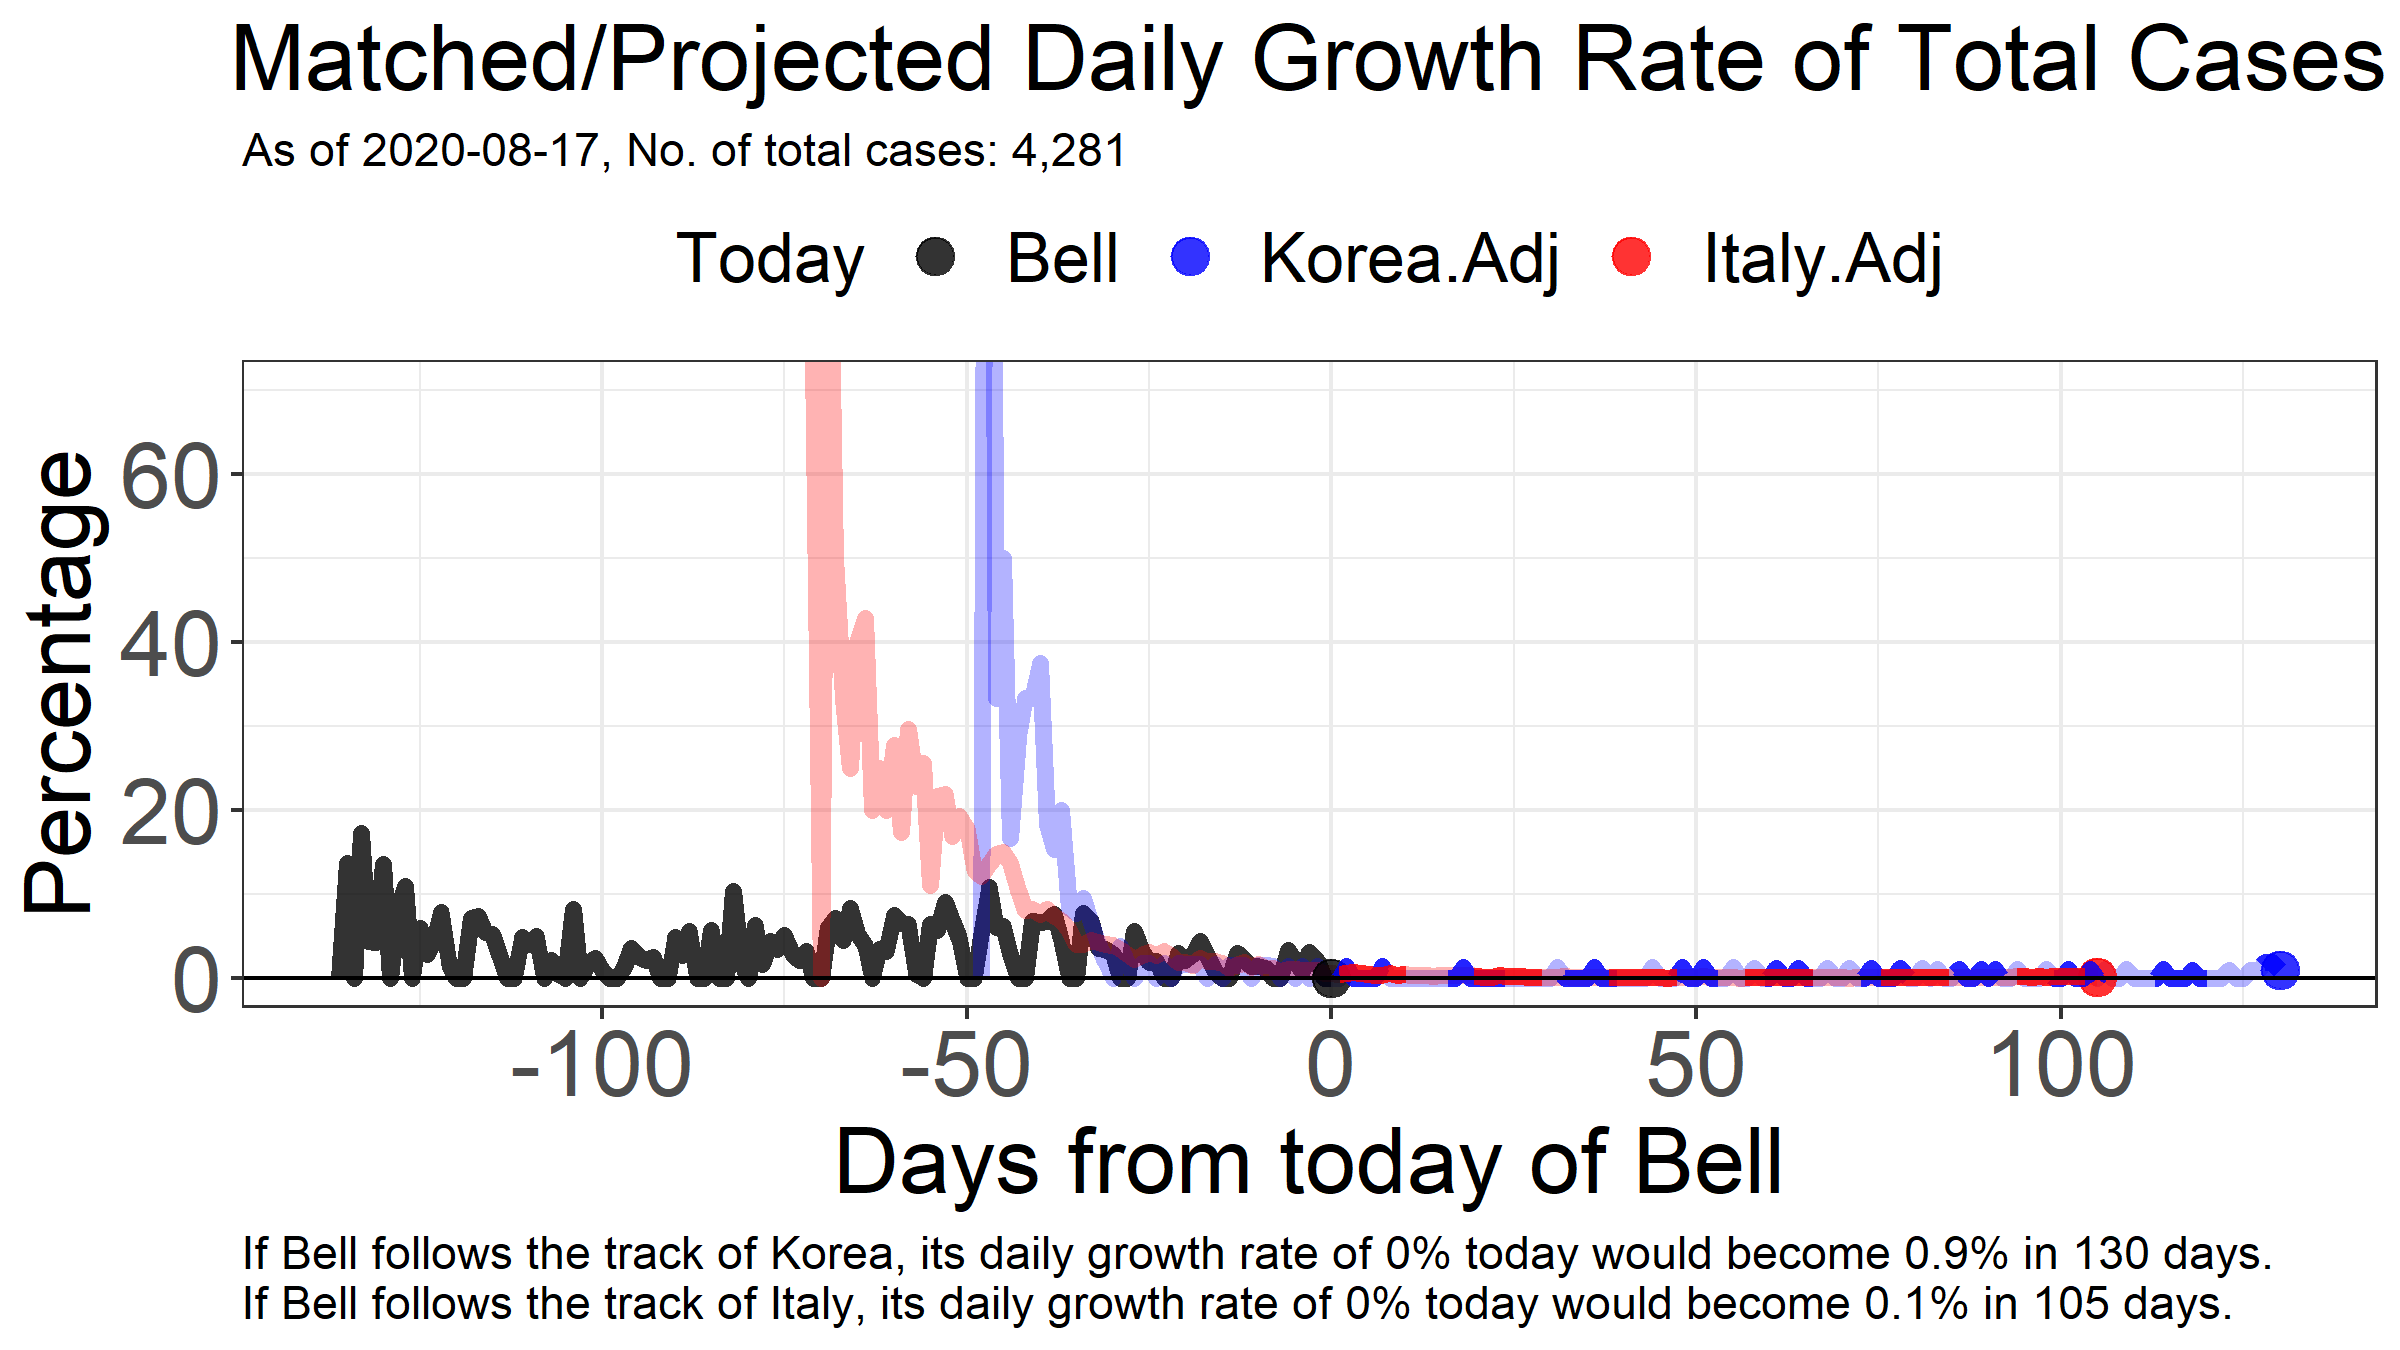 Matched/Projected Daily Growth Rate of Total Cases
As of 2020-08-17, No. of total cases: 4,281
Today Bell Korea.Adj Italy.Adj
Percentage
60
40
20
0
-100 -50 0 50 100
Days from today of Bell
If Bell follows the track of Korea, its daily growth rate of 0% today would become 0.9% in 130 days.
If Bell follows the track of Italy, its daily growth rate of 0% today would become 0.1% in 105 days.